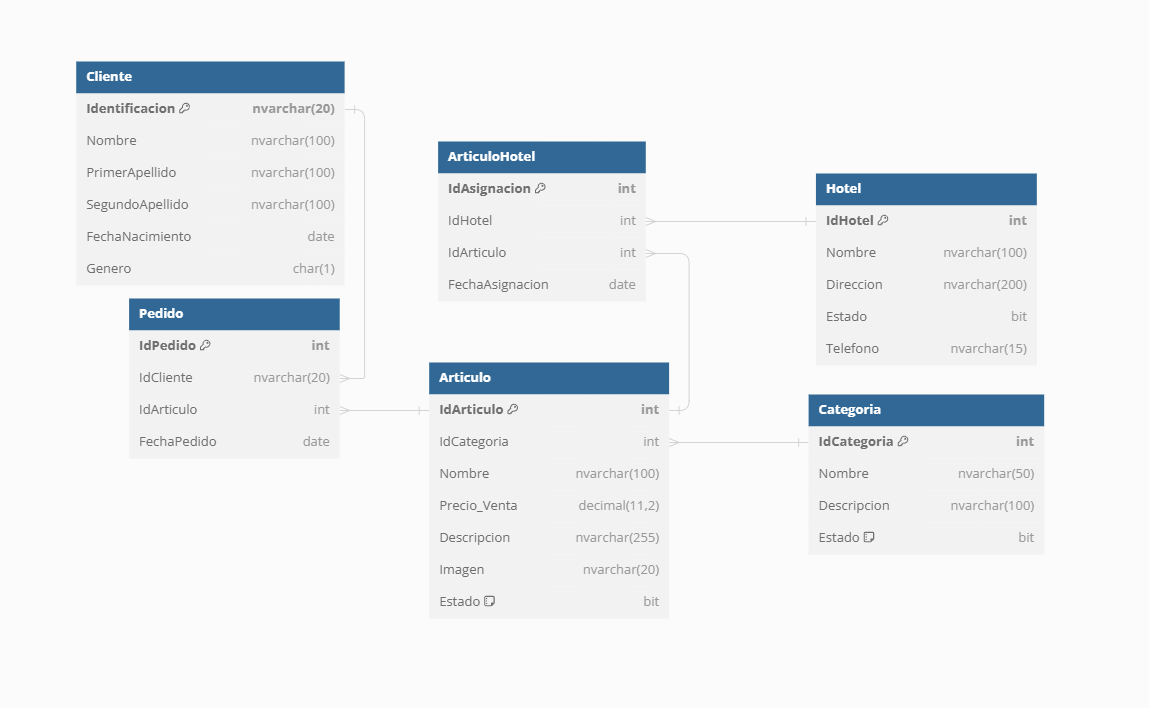 Cliente
Identificacion nvarchar(20)
Nombre nvarchar(100)
PrimerApellido nvarchar(100)
SegundoApellido nvarchar(100)
FechaNacimiento date
Genero char(1)
Pedido
IdPedido int
IdCliente nvarchar(20)
IdArticulo int
FechaPedido date
ArticuloHotel
IdAsignacion int
IdHotel int
IdArticulo int
FechaAsignacion date
Articulo
IdArticulo int
IdCategoria int
Nombre nvarchar(100)
Precio_Venta decimal(11,2)
Descripcion nvarchar(255)
Imagen nvarchar(20)
Estado bit
Hotel
IdHotel int
Nombre nvarchar(100)
Direccion nvarchar(200)
Estado bit
Telefono nvarchar(15)
Categoria
IdCategoria int
Nombre nvarchar(50)
Descripcion nvarchar(100)
Estado bit